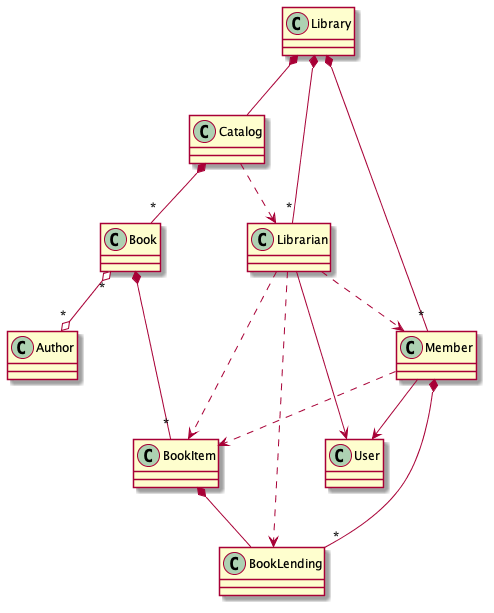 C Library
C Catalog
*
*
C Book
C Librarian
*
*
*
C Author
C Member
*
C BookItem
C User
*
C BookLending